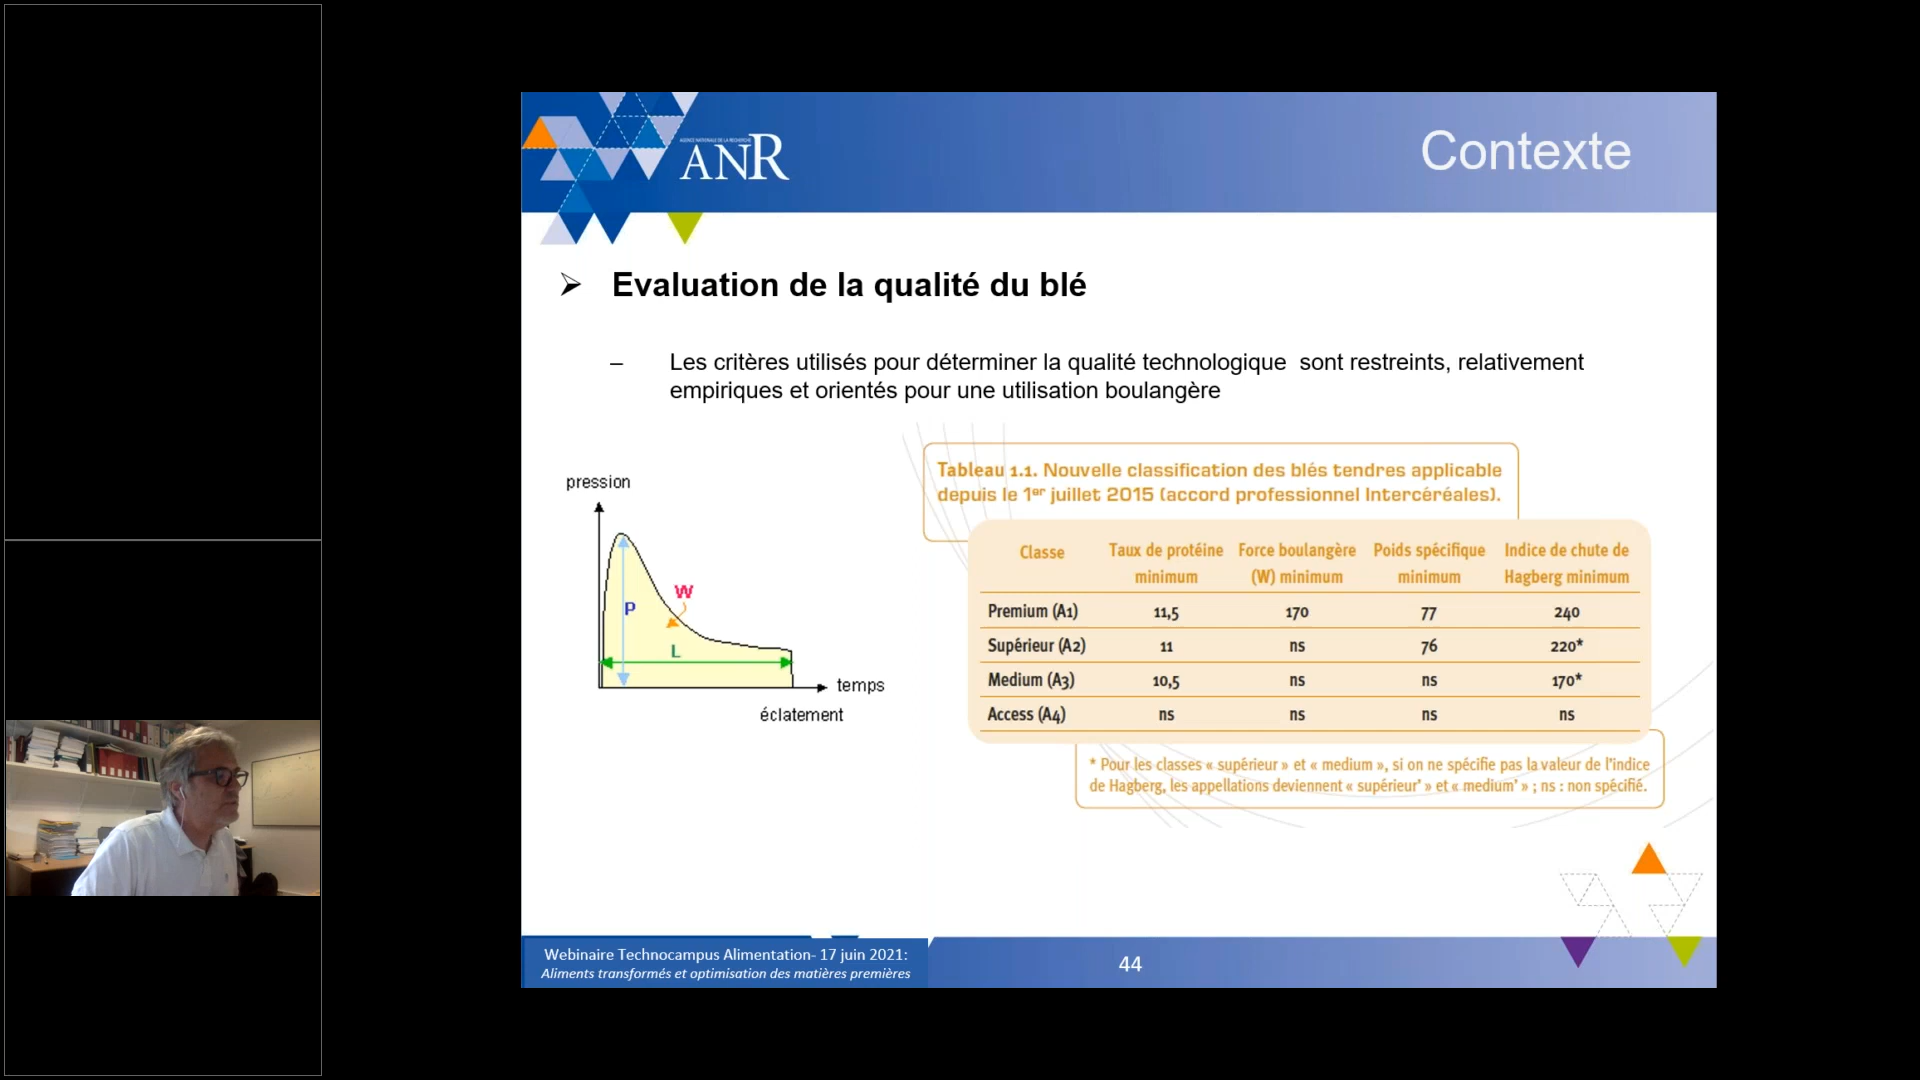 AGENCE NATIONALE DE LA RECHERCHE
ANR
Contexte
➢ Evaluation de la qualité du blé
– Les critères utilisés pour déterminer la qualité technologique sont restreints, relativement
empiriques et orientés pour une utilisation boulangère
pression
W
P
L
temps
éclatement
Tableau 1.1. Nouvelle classification des blés tendres applicable
depuis le 1er juillet 2015 (accord professionnel Intercéréales).
Classe Taux de protéine minimum Force boulangère (W) minimum Poids spécifique minimum Indice de chute de Hagberg minimum
Premium (A1) 11,5 170 77 240
Supérieur (A2) 11 ns 76 220*
Medium (A3) 10,5 ns ns 170*
Access (A4) ns ns ns ns
* Pour les classes « supérieur » et « medium », si on ne spécifie pas la valeur de l'indice
de Hagberg, les appellations deviennent « supérieur' » et « medium' » ; ns : non spécifié.
Webinaire Technocampus Alimentation- 17 juin 2021:
Aliments transformés et optimisation des matières premières
44